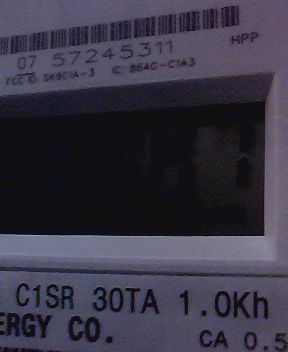 07 57245311 HPP
FCC ID: SK9C1A-3 IC: 864G-C1A3
C1SR 30TA 1.0Kh
ERGY CO. CA 0.5